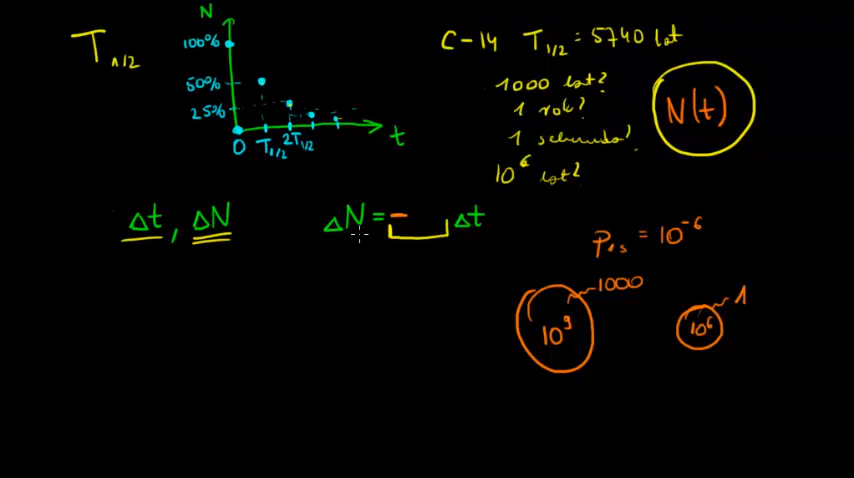 T₁/₂
N
100%
50%
25%
0 T₁/₂ 2T₁/₂ t
C-14 T₁/₂ = 5740 lat
1000 lat?
1 rok?
1 sekunda?
10⁶ lat?
N(t)
Δt, ΔN
ΔN = - Δt
P₁ₛ = 10⁻⁶
10⁹ 1000
10⁶ 1